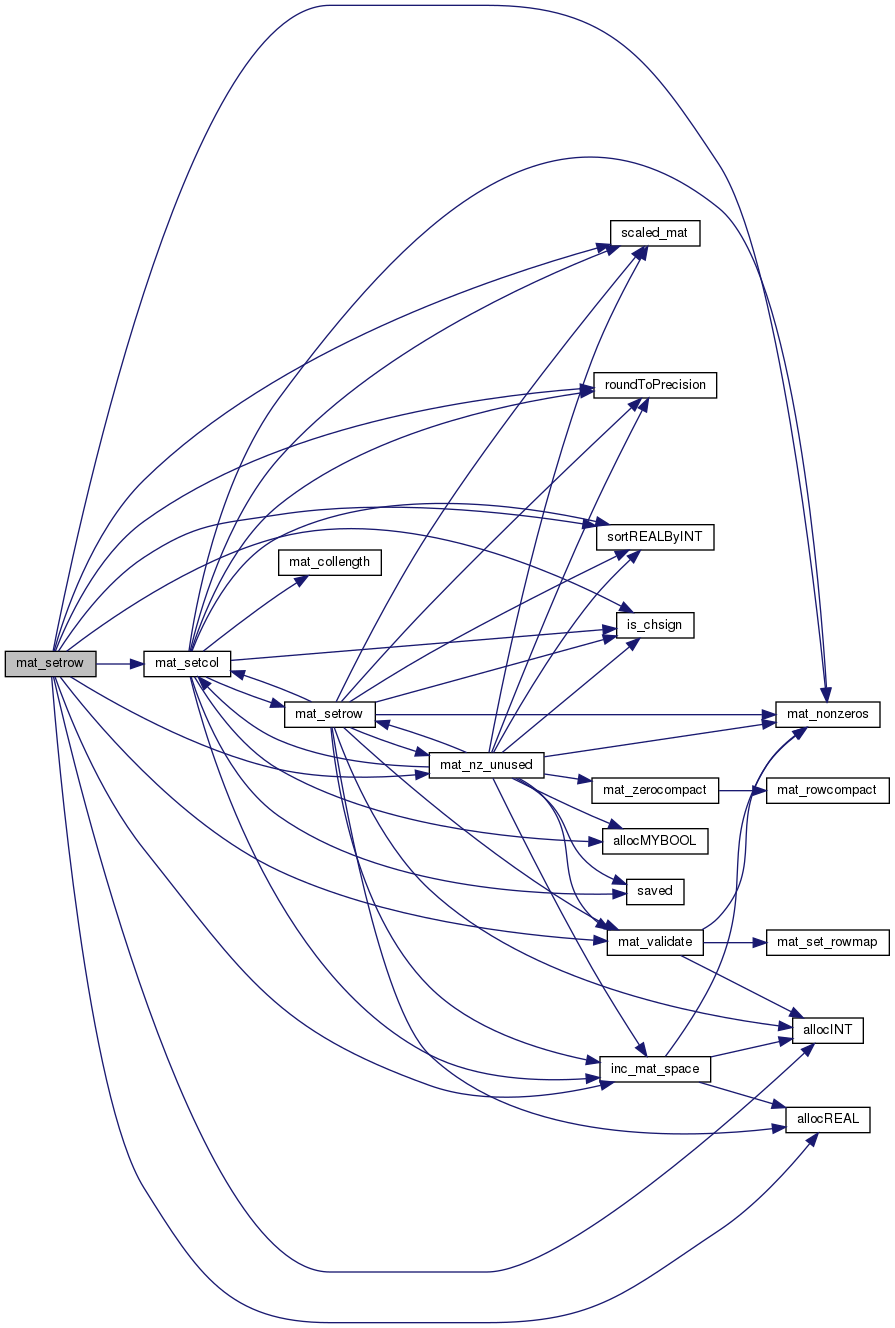 scaled_mat
roundToPrecision
sortREALByINT
mat_collength
is_chsign
mat_setrow
mat_setcol
mat_setrow
mat_nonzeros
mat_nz_unused
mat_zerocompact
mat_rowcompact
allocMYBOOL
saved
mat_validate
mat_set_rowmap
allocINT
inc_mat_space
allocREAL